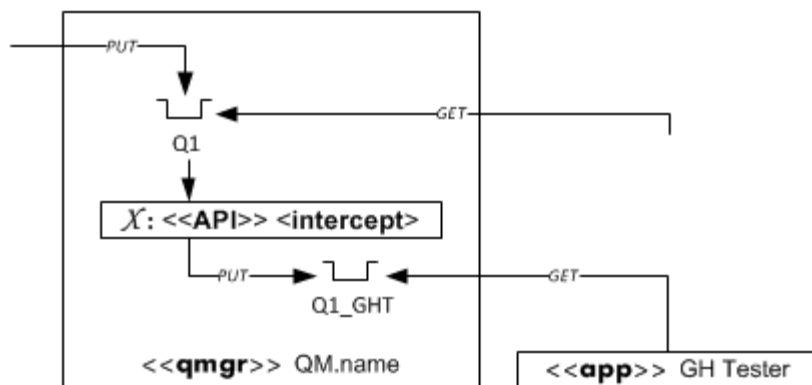 PUT
GET
Q1
X: <<API>> <intercept>
PUT
GET
Q1_GHT
<<qmgr>> QM.name
<<app>> GH Tester